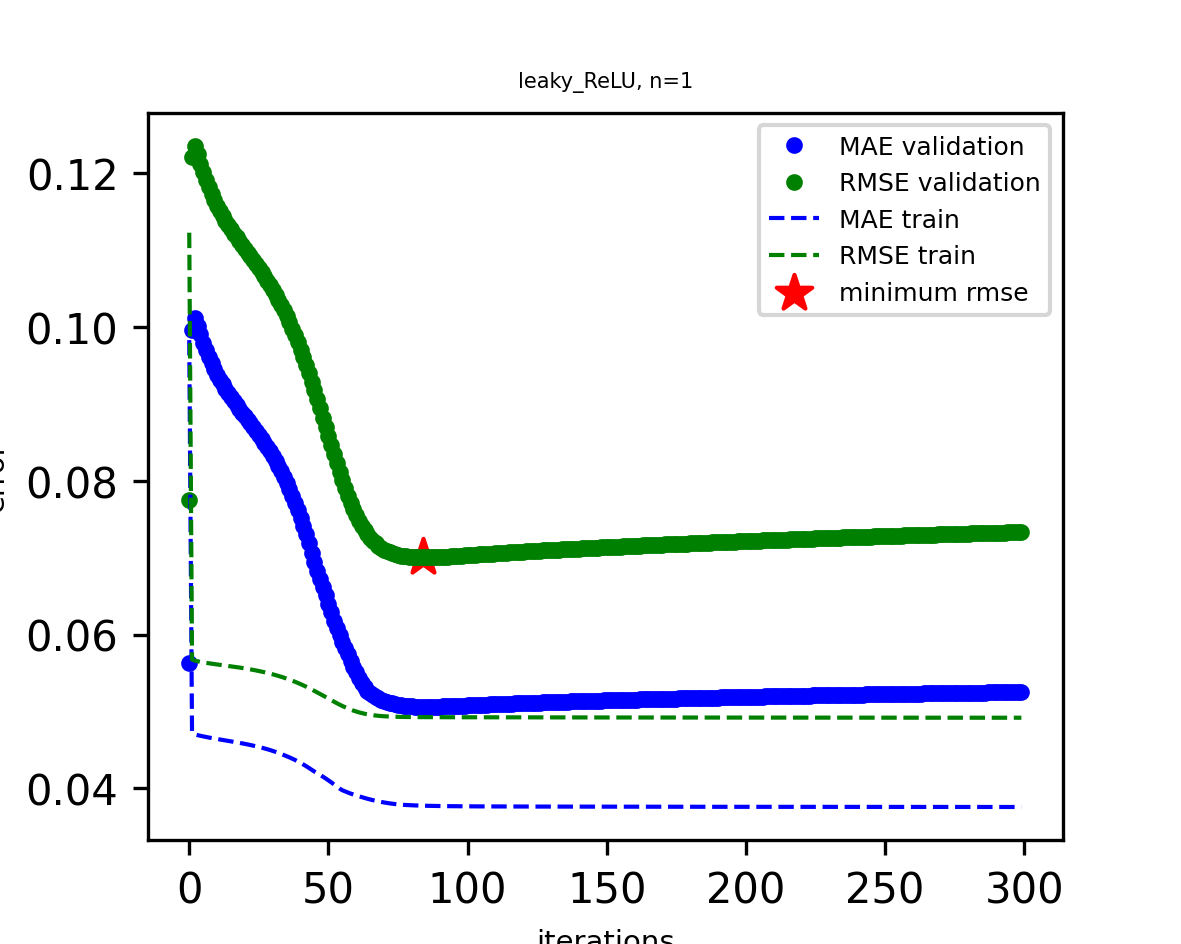 leaky_ReLU, n=1
MAE validation
RMSE validation
MAE train
RMSE train
minimum rmse
0.12
0.10
0.08
0.06
0.04
0 50 100 150 200 250 300
iterations